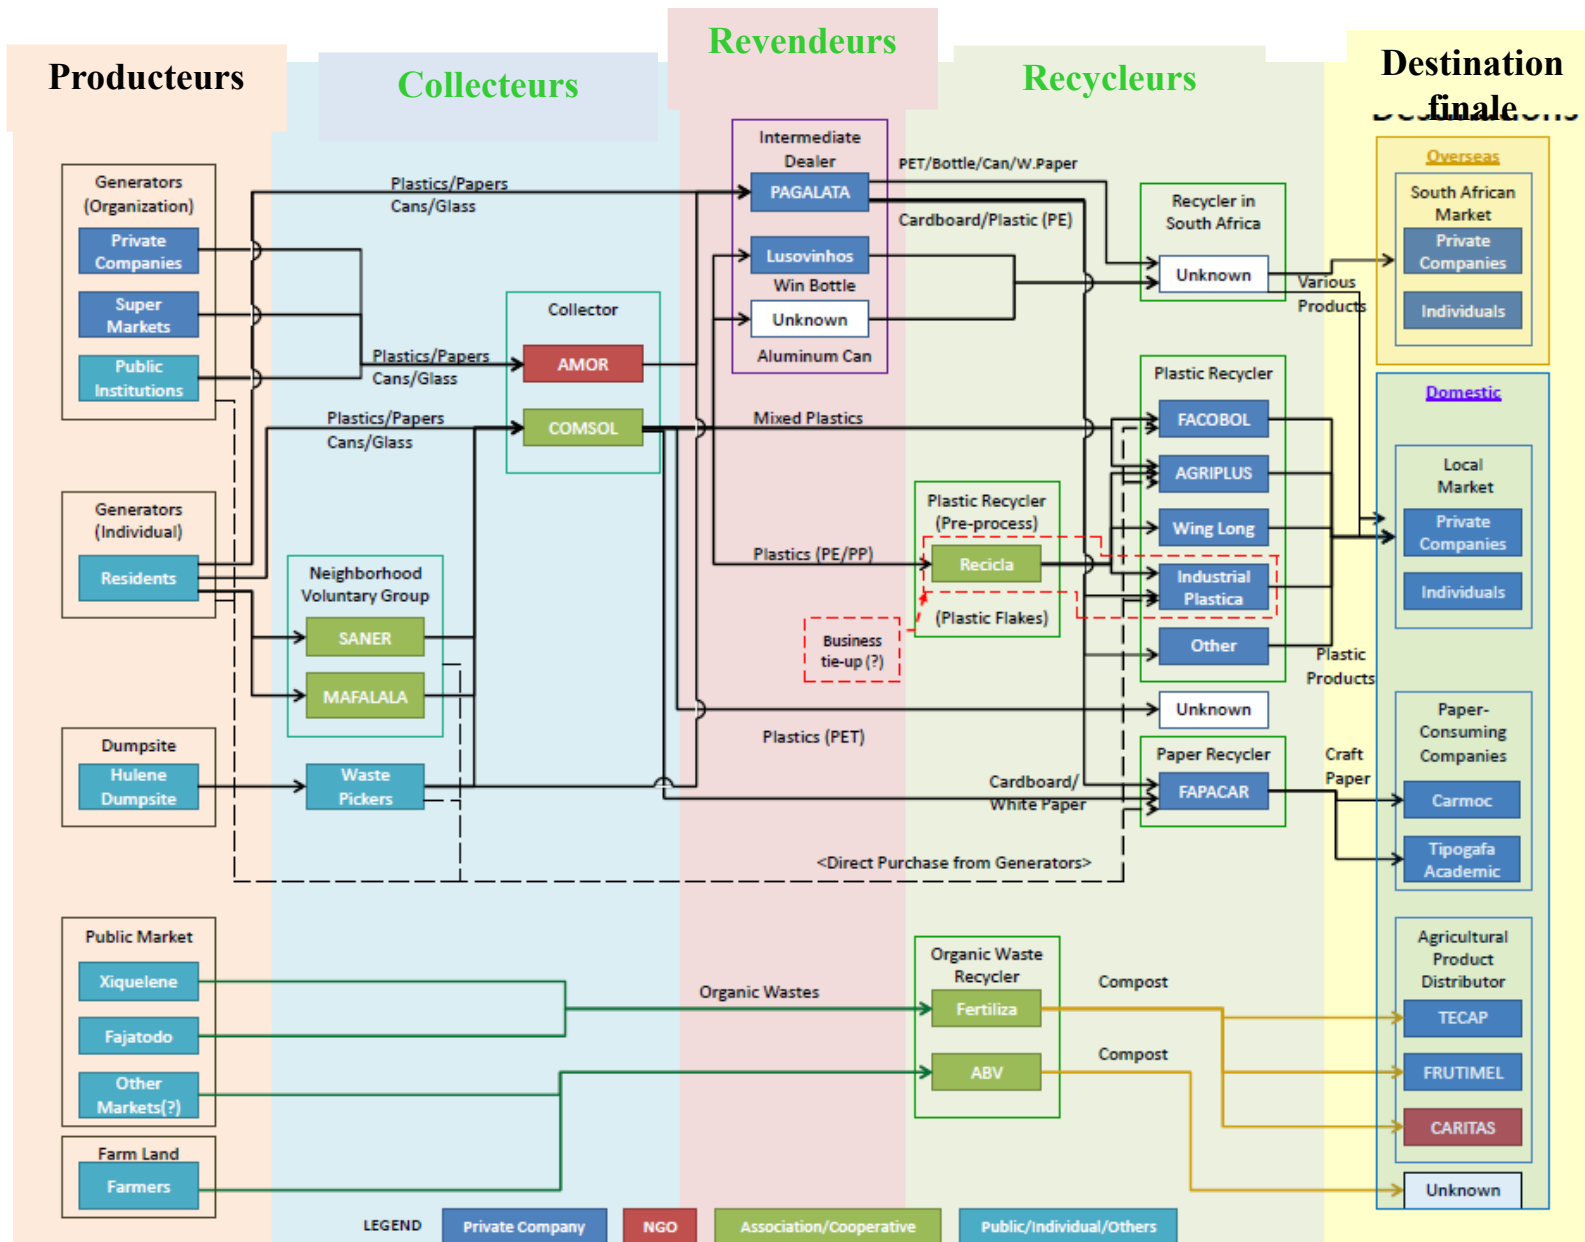 Producteurs
Collecteurs
Revendeurs
Recycleurs
Destination
finale
Generators
(Organization)
Private
Companies
Super
Markets
Public
Institutions
Generators
(Individual)
Residents
Dumpsite
Hulene
Dumpsite
Public Market
Xiquelene
Fajatodo
Other
Markets(?)
Farm Land
Farmers
Plastics/Papers
Cans/Glass
Plastics/Papers
Cans/Glass
Plastics/Papers
Cans/Glass
Collector
AMOR
COMSOL
Neighborhood
Voluntary Group
SANER
MAFALALA
Waste
Pickers
Intermediate
Dealer
PAGALATA
Lusovinhos
Win Bottle
Unknown
Aluminum Can
PET/Bottle/Can/W.Paper
Cardboard/Plastic (PE)
Mixed Plastics
Plastics (PE/PP)
Business
tie-up (?)
Plastics (PET)
Cardboard/
White Paper
<Direct Purchase from Generators>
Organic Wastes
Plastic Recycler
(Pre-process)
Recicla
(Plastic Flakes)
Recycler in
South Africa
Unknown
Various
Products
Plastic Recycler
FACOBOL
AGRIPLUS
Wing Long
Industrial
Plastica
Other
Plastic
Products
Unknown
Paper Recycler
FAPACAR
Craft
Paper
Organic Waste
Recycler
Fertiliza
ABV
Compost
Compost
Overseas
South African
Market
Private
Companies
Individuals
Domestic
Local
Market
Private
Companies
Individuals
Paper-
Consuming
Companies
Carmoc
Tipogafa
Academic
Agricultural
Product
Distributor
TECAP
FRUTIMEL
CARITAS
Unknown
LEGEND
Private Company
NGO
Association/Cooperative
Public/Individual/Others